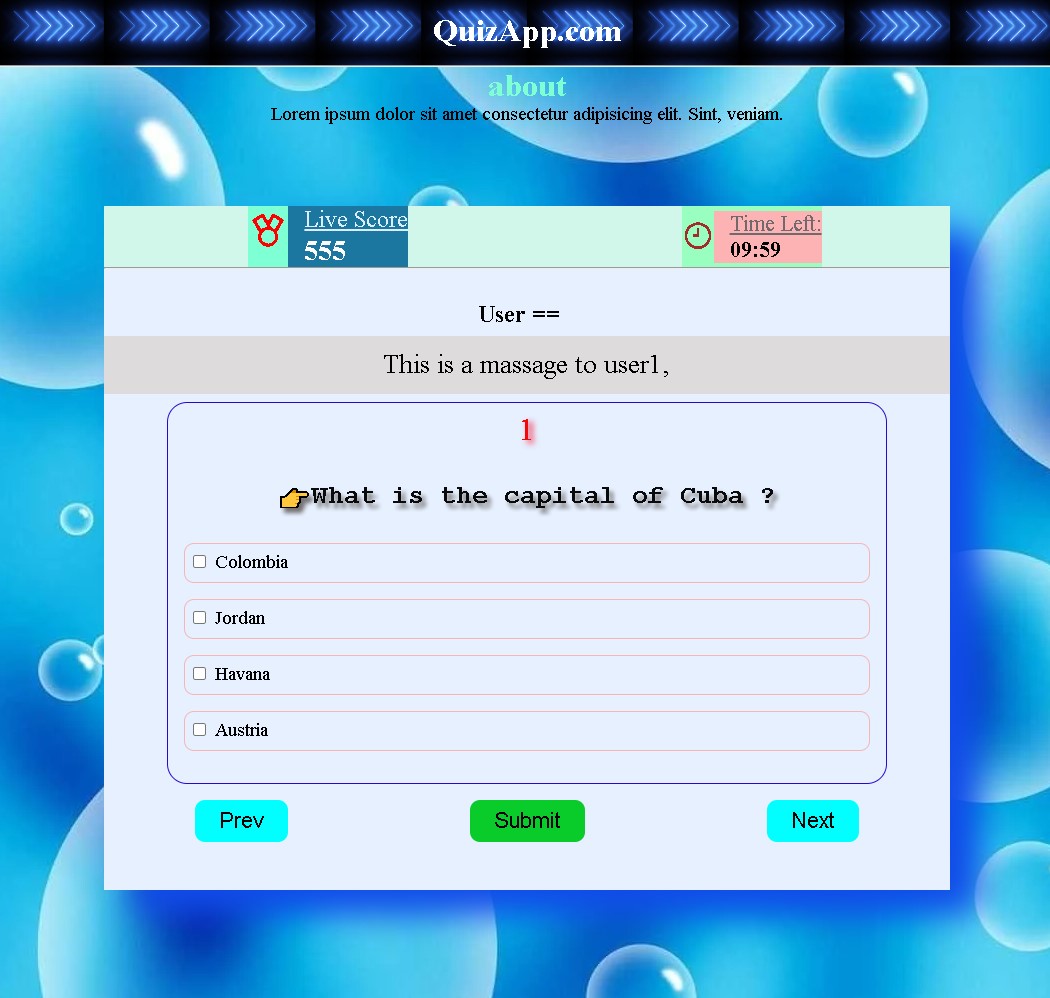 QuizApp.com
about
Lorem ipsum dolor sit amet consectetur adipisicing elit. Sint, veniam.
Live Score
555
Time Left:
09:59
User ==
This is a massage to user1,
1
👉What is the capital of Cuba ?
Colombia
Jordan
Havana
Austria
Prev
Submit
Next